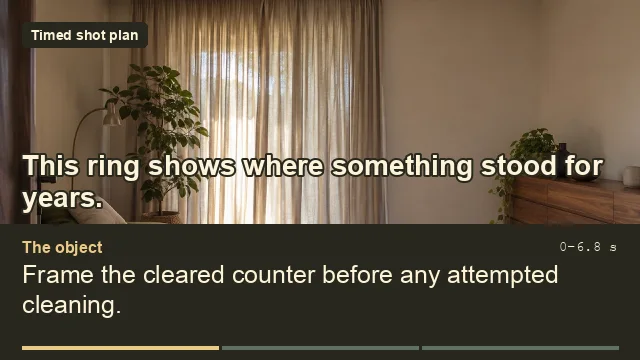 Timed shot plan
This ring shows where something stood for
years.
The object
0–6.8 s
Frame the cleared counter before any attempted
cleaning.